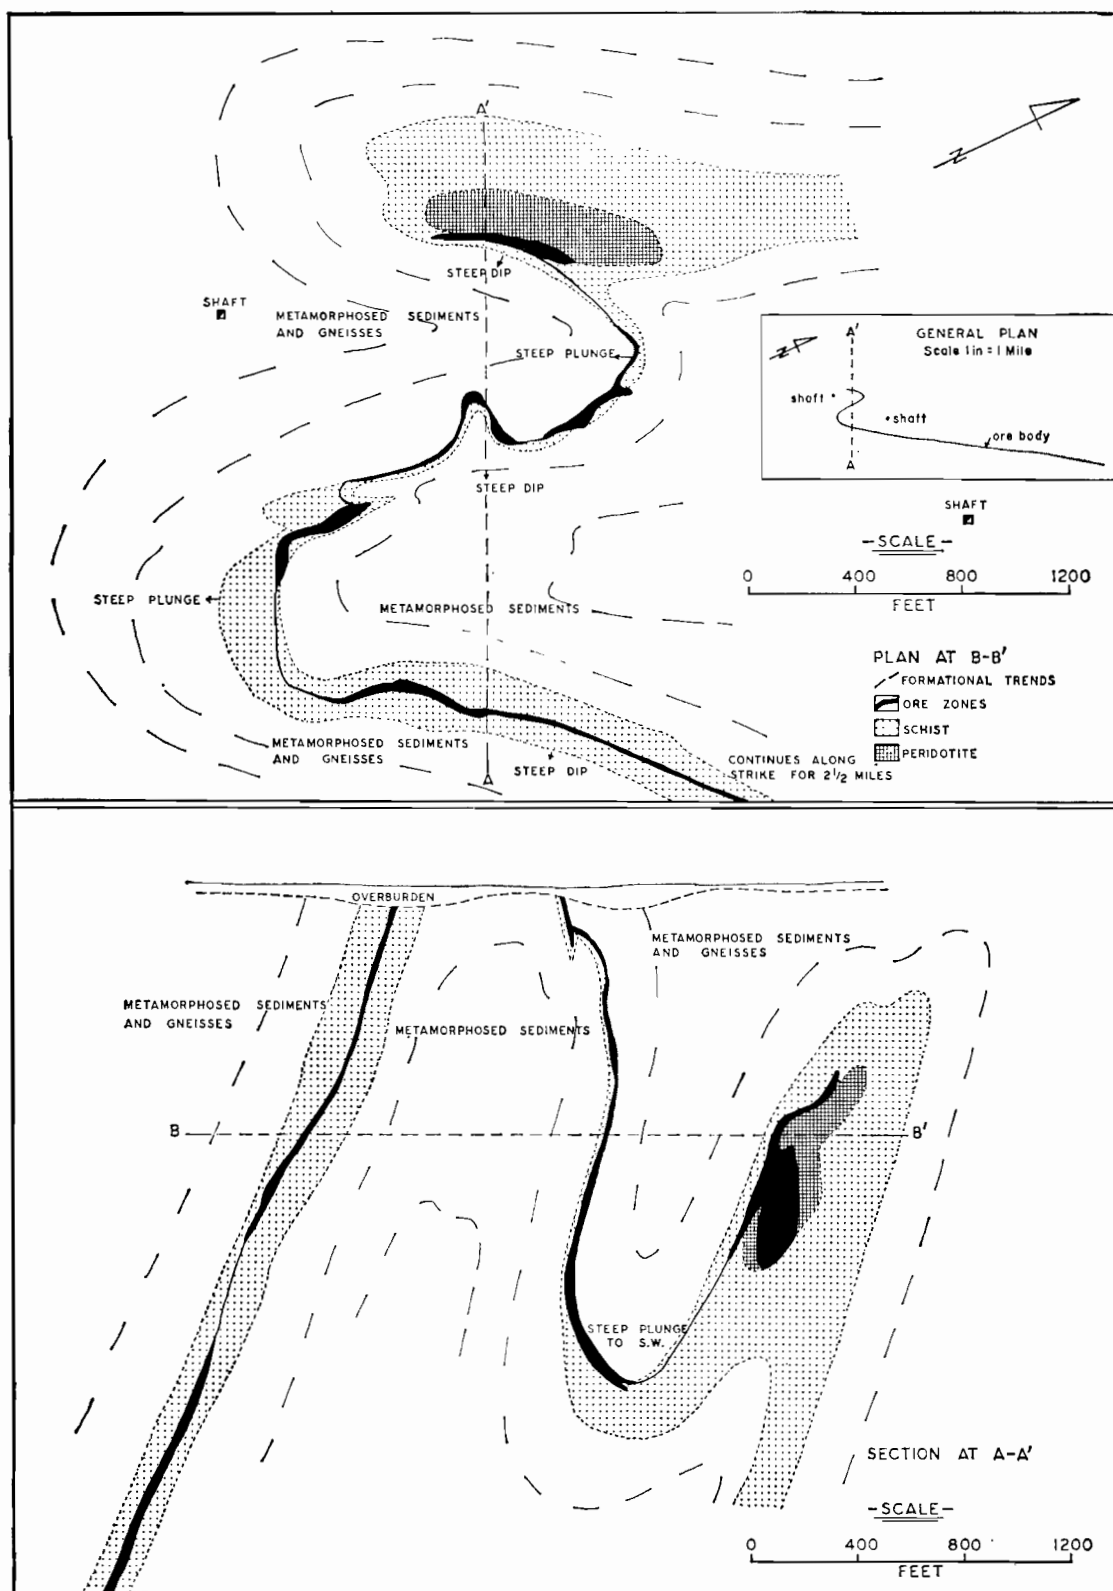 A'
N
STEEP DIP
SHAFT
METAMORPHOSED SEDIMENTS
AND GNEISSES
STEEP PLUNGE
A'
GENERAL PLAN
Scale 1in = 1 Mile
N
shaft
shaft
ore body
A
STEEP DIP
SHAFT
-SCALE-
0 400 800 1200
FEET
STEEP PLUNGE
METAMORPHOSED SEDIMENTS
PLAN AT B-B'
FORMATIONAL TRENDS
ORE ZONES
SCHIST
PERIDOTITE
METAMORPHOSED SEDIMENTS
AND GNEISSES
A
STEEP DIP
CONTINUES ALONG
STRIKE FOR 2 1/2 MILES
OVERBURDEN
METAMORPHOSED SEDIMENTS
AND GNEISSES
METAMORPHOSED SEDIMENTS
AND GNEISSES
METAMORPHOSED SEDIMENTS
B
B'
STEEP PLUNGE
TO S.W.
SECTION AT A-A'
-SCALE-
0 400 800 1200
FEET